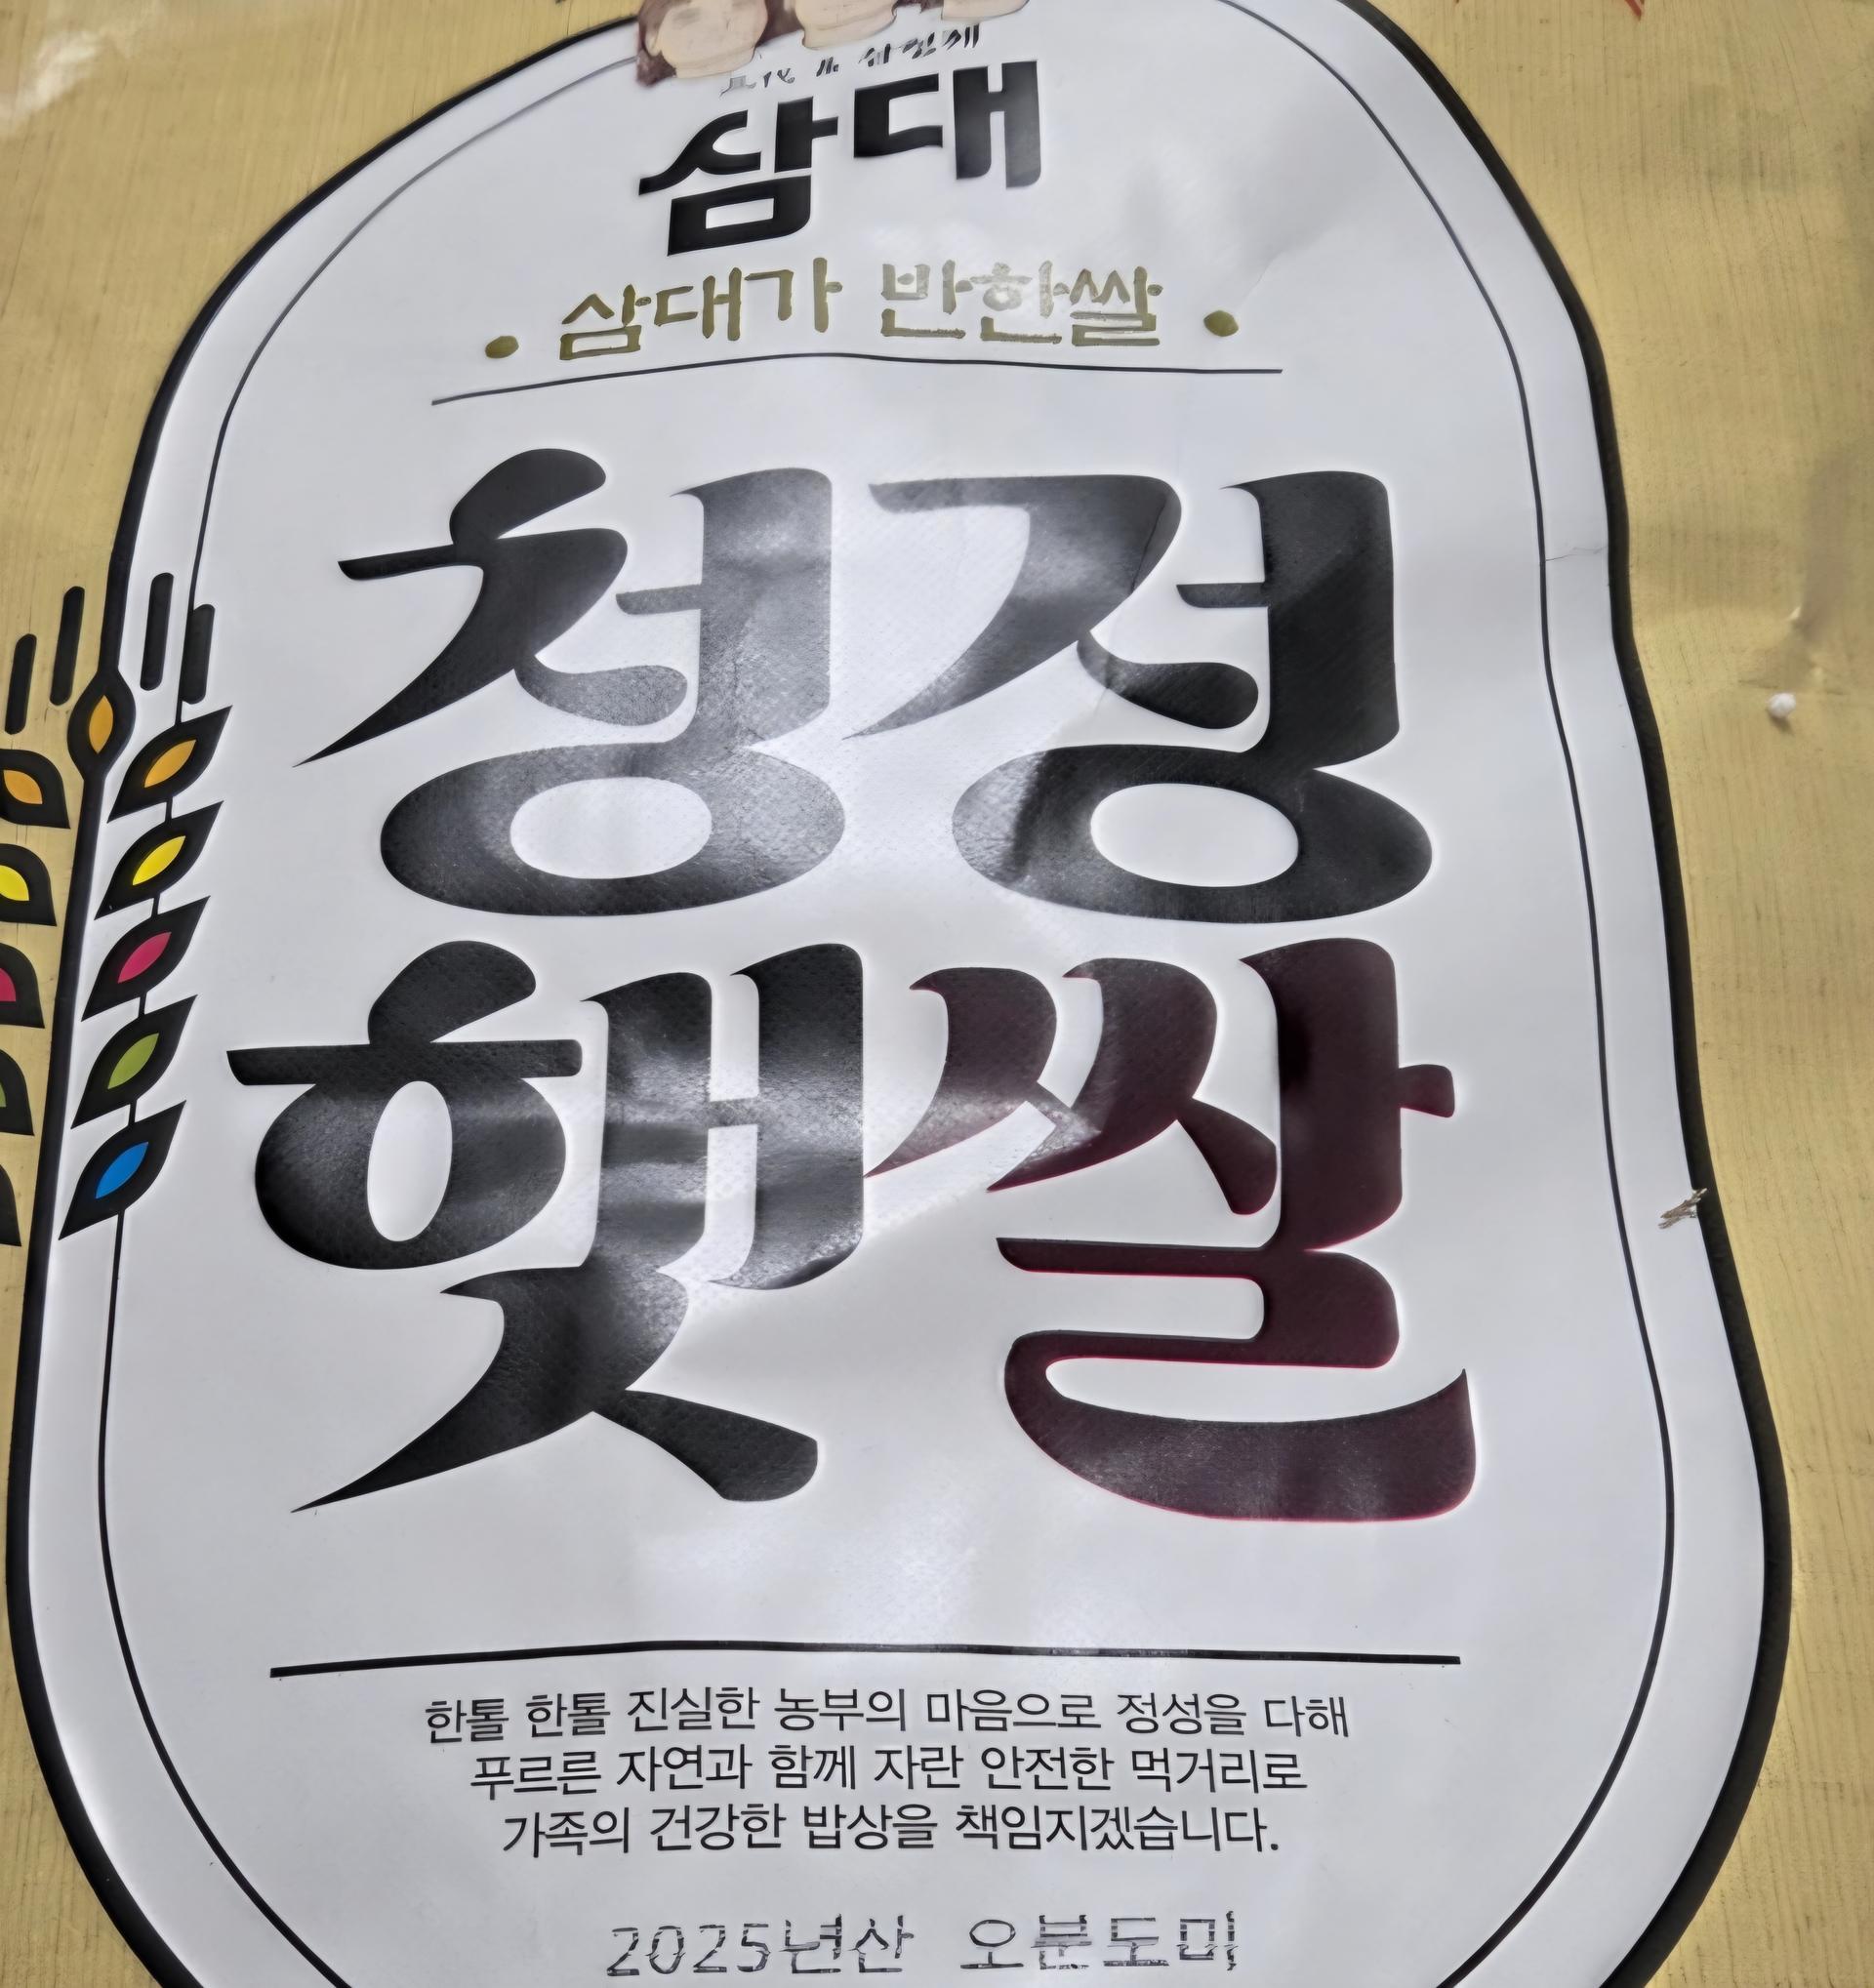 삼대
삼대가 반한쌀
청정
햇쌀
한톨 한톨 진실한 농부의 마음으로 정성을 다해
푸르른 자연과 함께 자란 안전한 먹거리로
가족의 건강한 밥상을 책임지겠습니다.
2025년산 오분도미